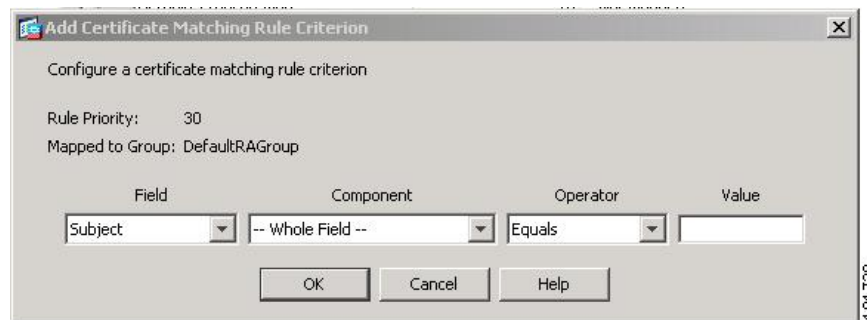 Add Certificate Matching Rule Criterion
Configure a certificate matching rule criterion
Rule Priority: 30
Mapped to Group: DefaultRAGroup
Field Component Operator Value
Subject -- Whole Field -- Equals
OK Cancel Help